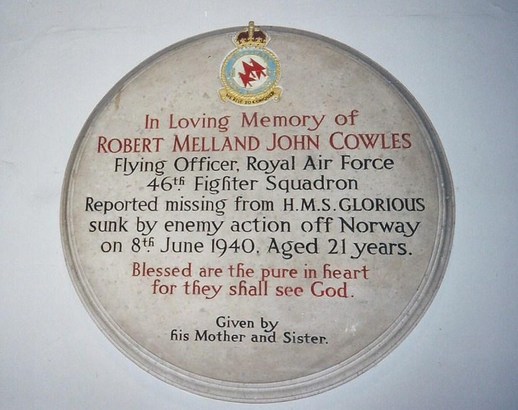 In Loving Memory of
ROBERT MELLAND JOHN COWLES
Flying Officer, Royal Air Force
46th Fighter Squadron
Reported missing from H.M.S. GLORIOUS
sunk by enemy action off Norway
on 8th June 1940. Aged 21 years.
Blessed are the pure in heart
for they shall see God.
Given by
his Mother and Sister.